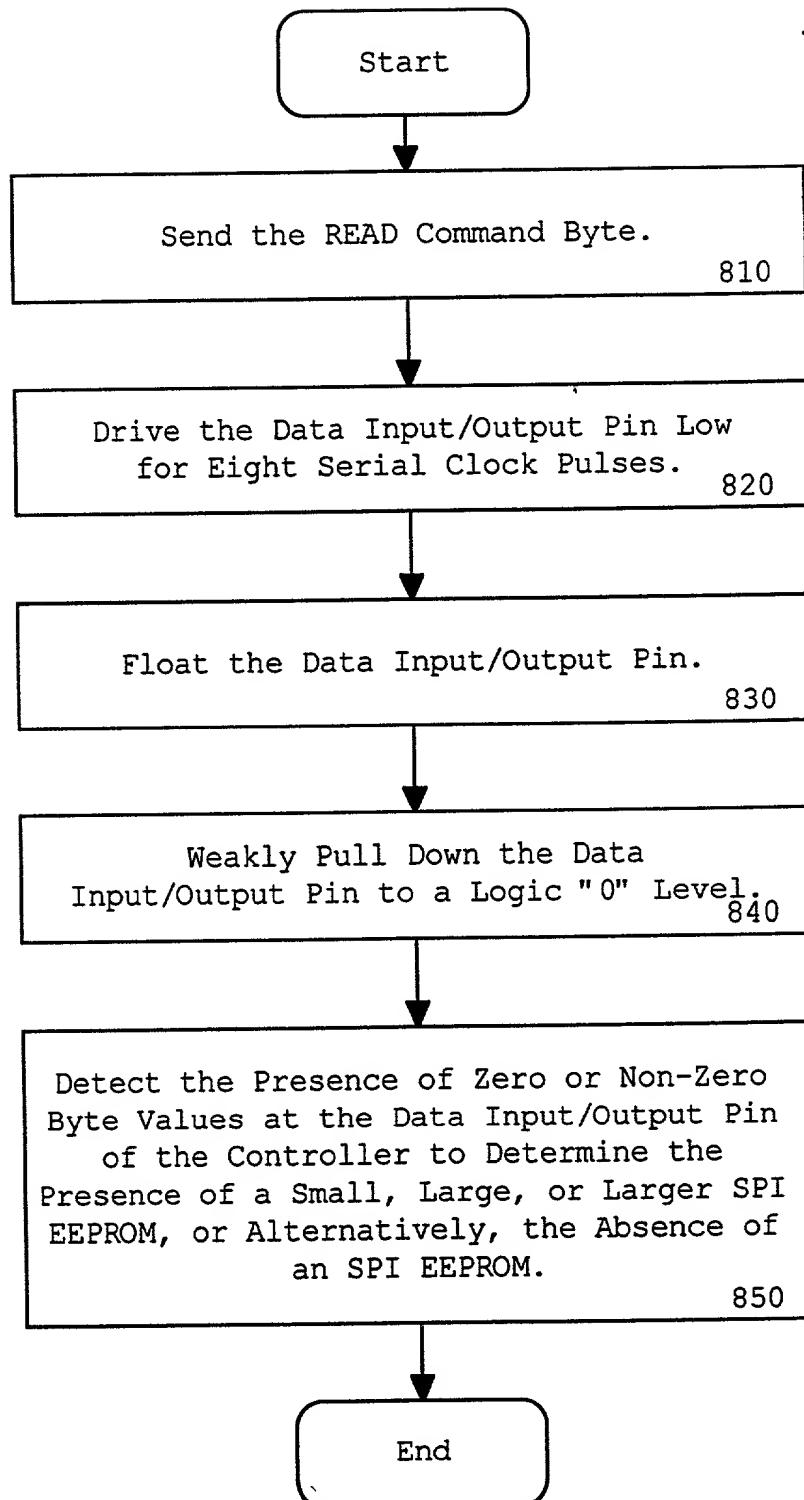 Start
Send the READ Command Byte.
810
Drive the Data Input/Output Pin Low
for Eight Serial Clock Pulses.
820
Float the Data Input/Output Pin.
830
Weakly Pull Down the Data
Input/Output Pin to a Logic "0" Level.
840
Detect the Presence of Zero or Non-Zero
Byte Values at the Data Input/Output Pin
of the Controller to Determine the
Presence of a Small, Large, or Larger SPI
EEPROM, or Alternatively, the Absence of
an SPI EEPROM.
850
End